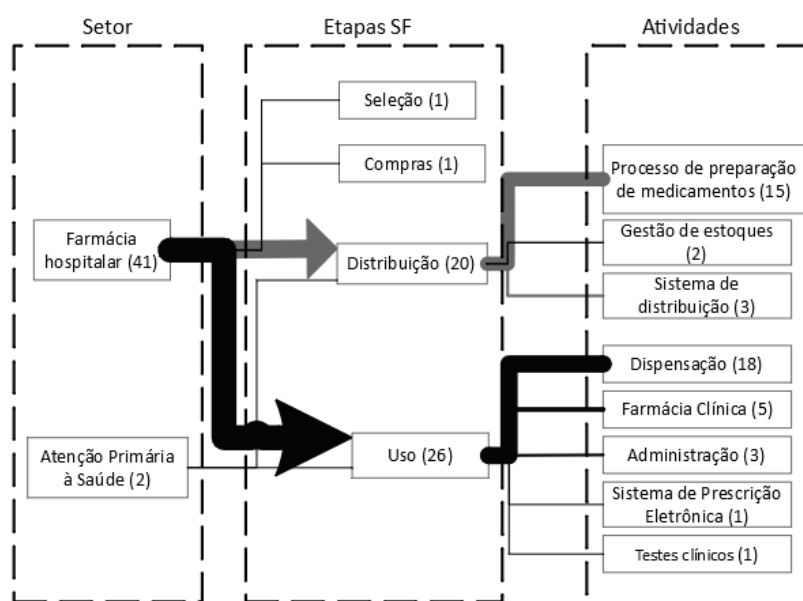 Setor
Etapas SF
Atividades
Seleção (1)
Compras (1)
Processo de preparação
de medicamentos (15)
Farmácia
hospitalar (41)
Distribuição (20)
Gestão de estoques
(2)
Sistema de
distribuição (3)
Dispensação (18)
Farmácia Clínica (5)
Atenção Primária
à Saúde (2)
Uso (26)
Administração (3)
Sistema de Prescrição
Eletrônica (1)
Testes clínicos (1)